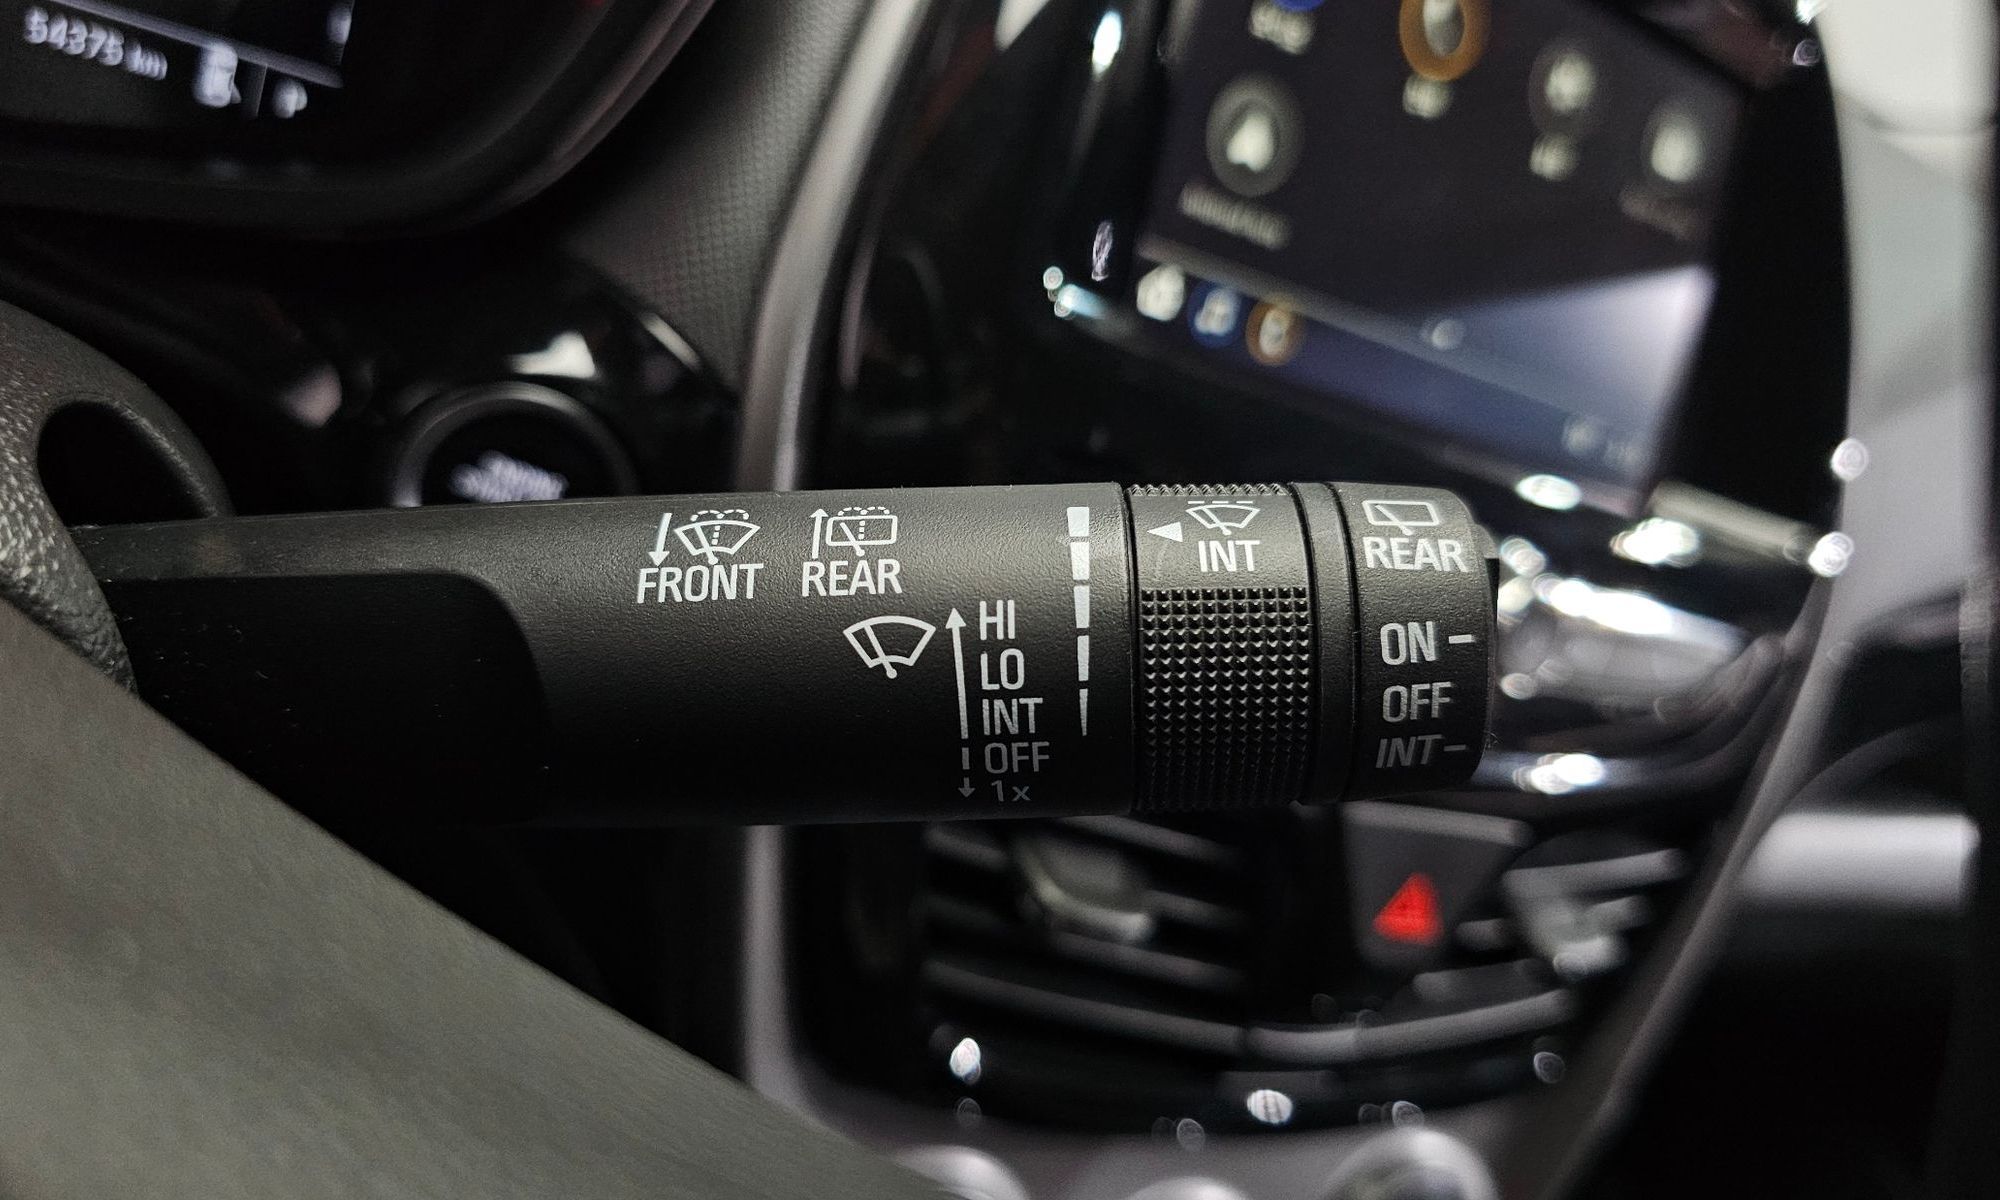 54375 km
FRONT
REAR
HI
LO
INT
OFF
1x
INT
REAR
ON
OFF
INT